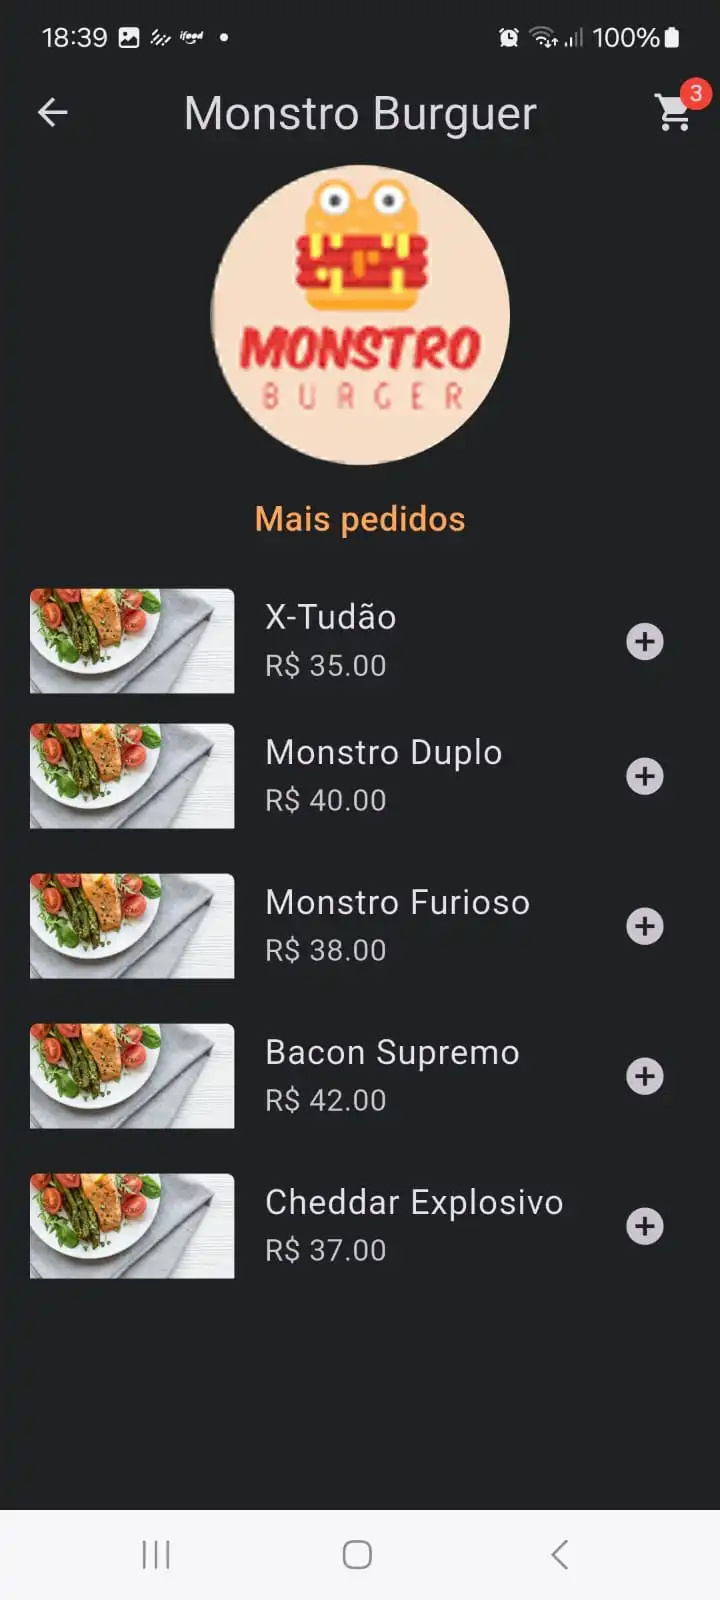 18:39 ifood 100%
Monstro Burguer 3
MONSTRO
BURGER
Mais pedidos
X-Tudão
R$ 35.00
Monstro Duplo
R$ 40.00
Monstro Furioso
R$ 38.00
Bacon Supremo
R$ 42.00
Cheddar Explosivo
R$ 37.00